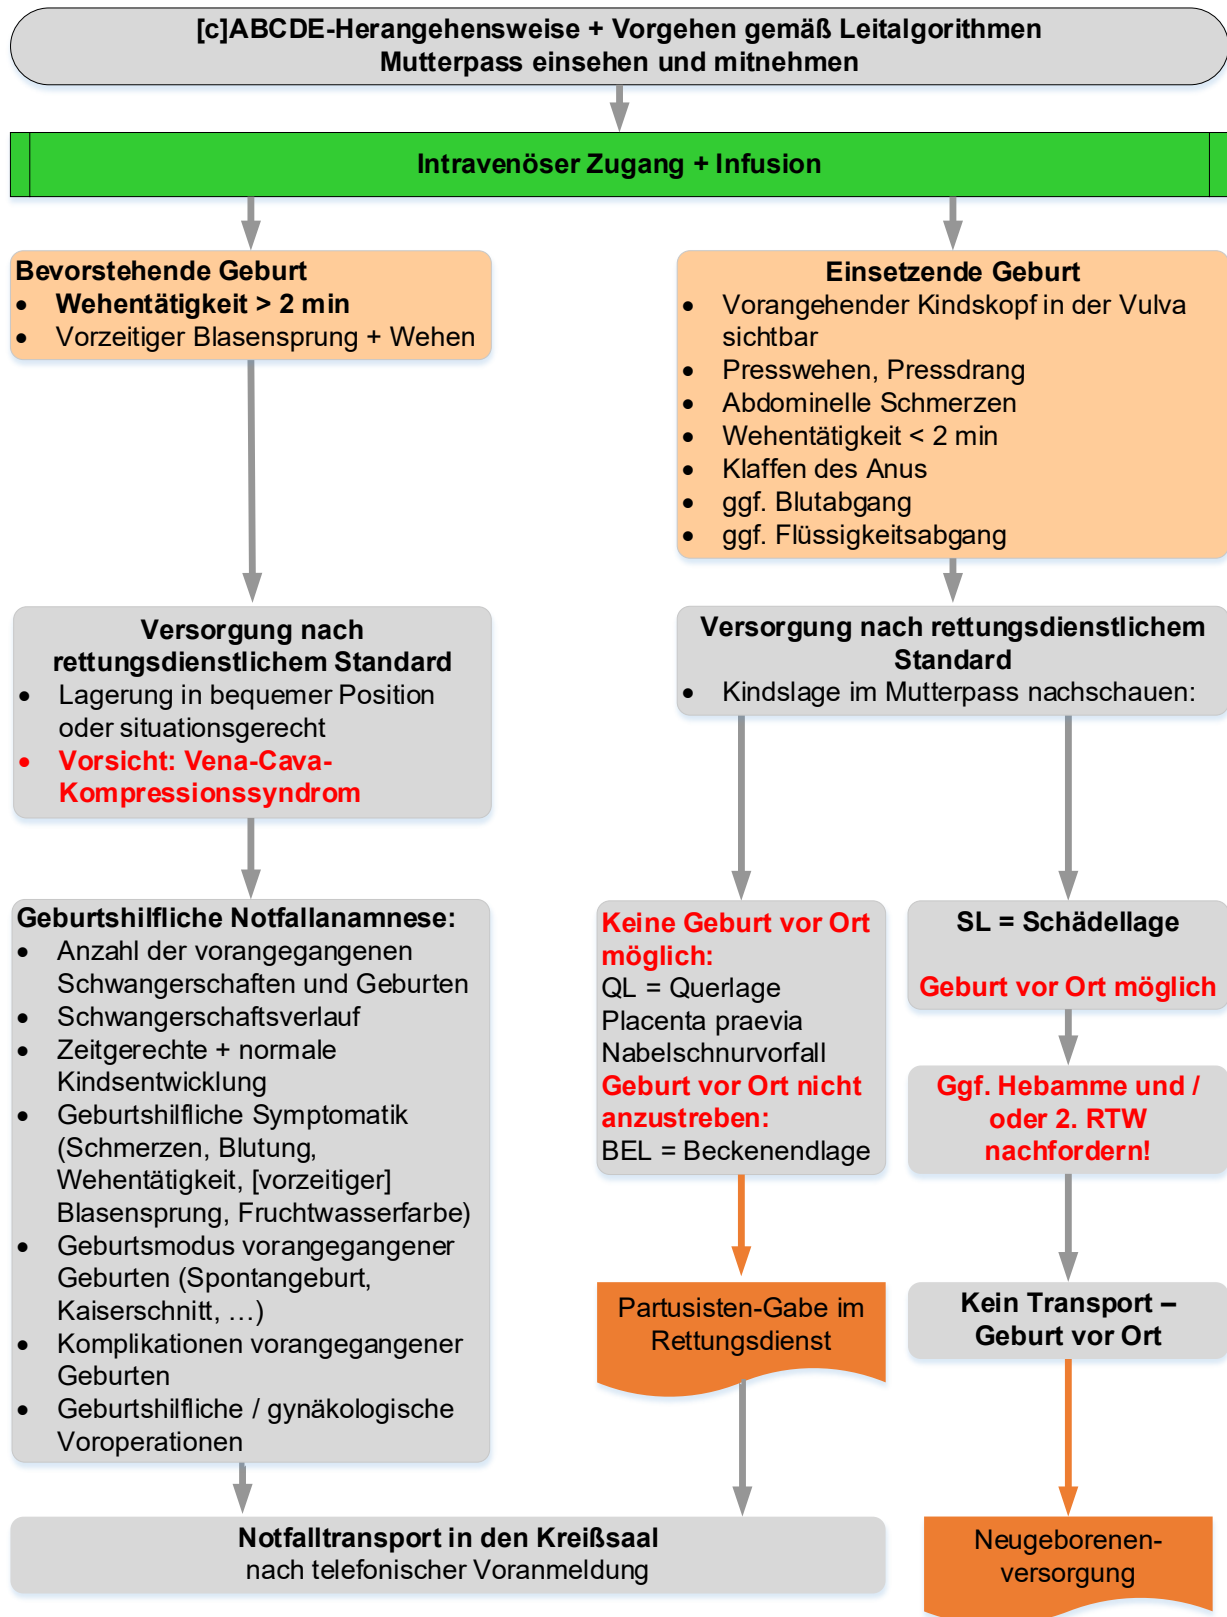 [c]ABCDE-Herangehensweise + Vorgehen gemäß Leitalgorithmen
Mutterpass einsehen und mitnehmen
Intravenöser Zugang + Infusion
Bevorstehende Geburt
• Wehentätigkeit > 2 min
• Vorzeitiger Blasensprung + Wehen
Einsetzende Geburt
• Vorangehender Kindskopf in der Vulva
sichtbar
• Presswehen, Pressdrang
• Abdominelle Schmerzen
• Wehentätigkeit < 2 min
• Klaffen des Anus
• ggf. Blutabgang
• ggf. Flüssigkeitsabgang
Versorgung nach
rettungsdienstlichem Standard
• Lagerung in bequemer Position
oder situationsgerecht
• Vorsicht: Vena-Cava-
Kompressionssyndrom
Versorgung nach rettungsdienstlichem
Standard
• Kindslage im Mutterpass nachschauen:
Geburtshilfliche Notfallanamnese:
• Anzahl der vorangegangenen
Schwangerschaften und Geburten
• Schwangerschaftsverlauf
• Zeitgerechte + normale
Kindsentwicklung
• Geburtshilfliche Symptomatik
(Schmerzen, Blutung,
Wehentätigkeit, [vorzeitiger]
Blasensprung, Fruchtwasserfarbe)
• Geburtsmodus vorangegangener
Geburten (Spontangeburt,
Kaiserschnitt, …)
• Komplikationen vorangegangener
Geburten
• Geburtshilfliche / gynäkologische
Voroperationen
Keine Geburt vor Ort
möglich:
QL = Querlage
Placenta praevia
Nabelschnurvorfall
Geburt vor Ort nicht
anzustreben:
BEL = Beckenendlage
SL = Schädellage
Geburt vor Ort möglich
Ggf. Hebamme und /
oder 2. RTW
nachfordern!
Partusisten-Gabe im
Rettungsdienst
Kein Transport –
Geburt vor Ort
Notfalltransport in den Kreißsaal
nach telefonischer Voranmeldung
Neugeborenen-
versorgung